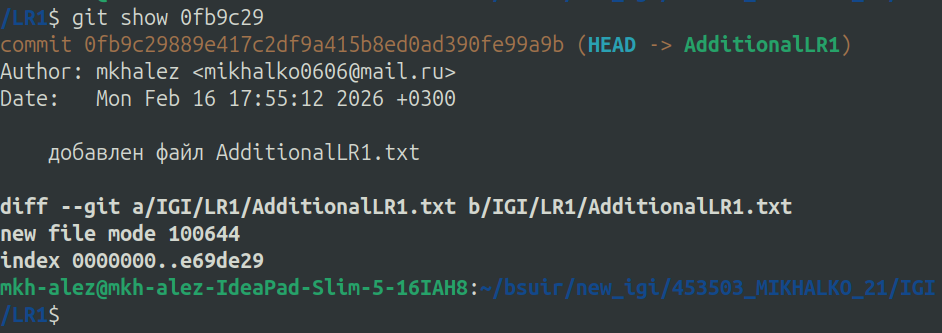 /LR1$ git show 0fb9c29
commit 0fb9c29889e417c2df9a415b8ed0ad390fe99a9b (HEAD -> AdditionalLR1)
Author: mkhalez <mikhalko0606@mail.ru>
Date:   Mon Feb 16 17:55:12 2026 +0300
    добавлен файл AdditionalLR1.txt
diff --git a/IGI/LR1/AdditionalLR1.txt b/IGI/LR1/AdditionalLR1.txt
new file mode 100644
index 0000000..e69de29
mkh-alez@mkh-alez-IdeaPad-Slim-5-16IAH8:~/bsuir/new_igi/453503_MIKHALKO_21/IGI
/LR1$